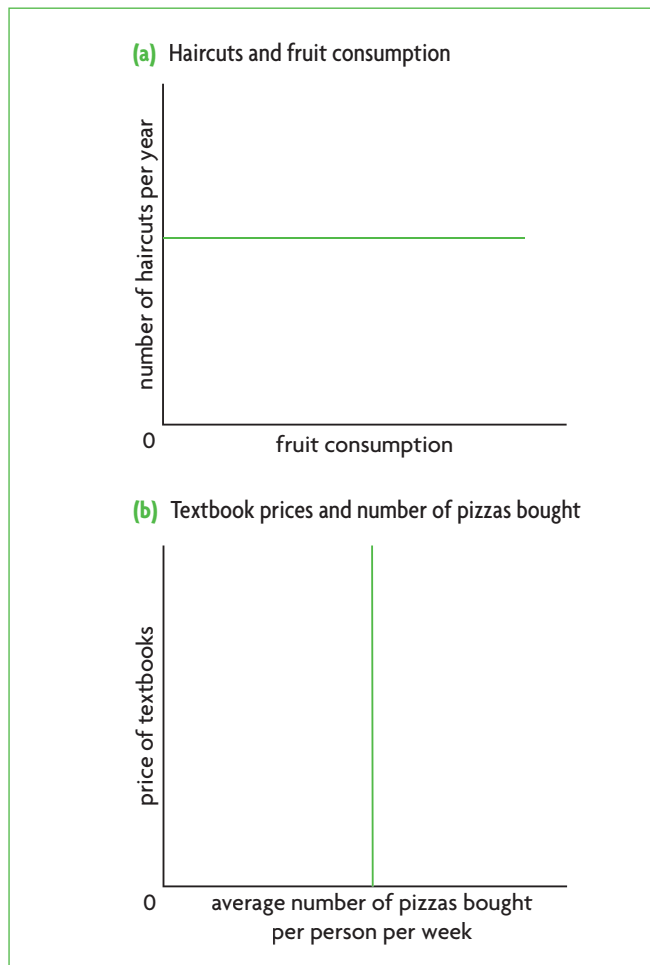 (a) Haircuts and fruit consumption
number of haircuts per year
0
fruit consumption
(b) Textbook prices and number of pizzas bought
price of textbooks
0
average number of pizzas bought
per person per week